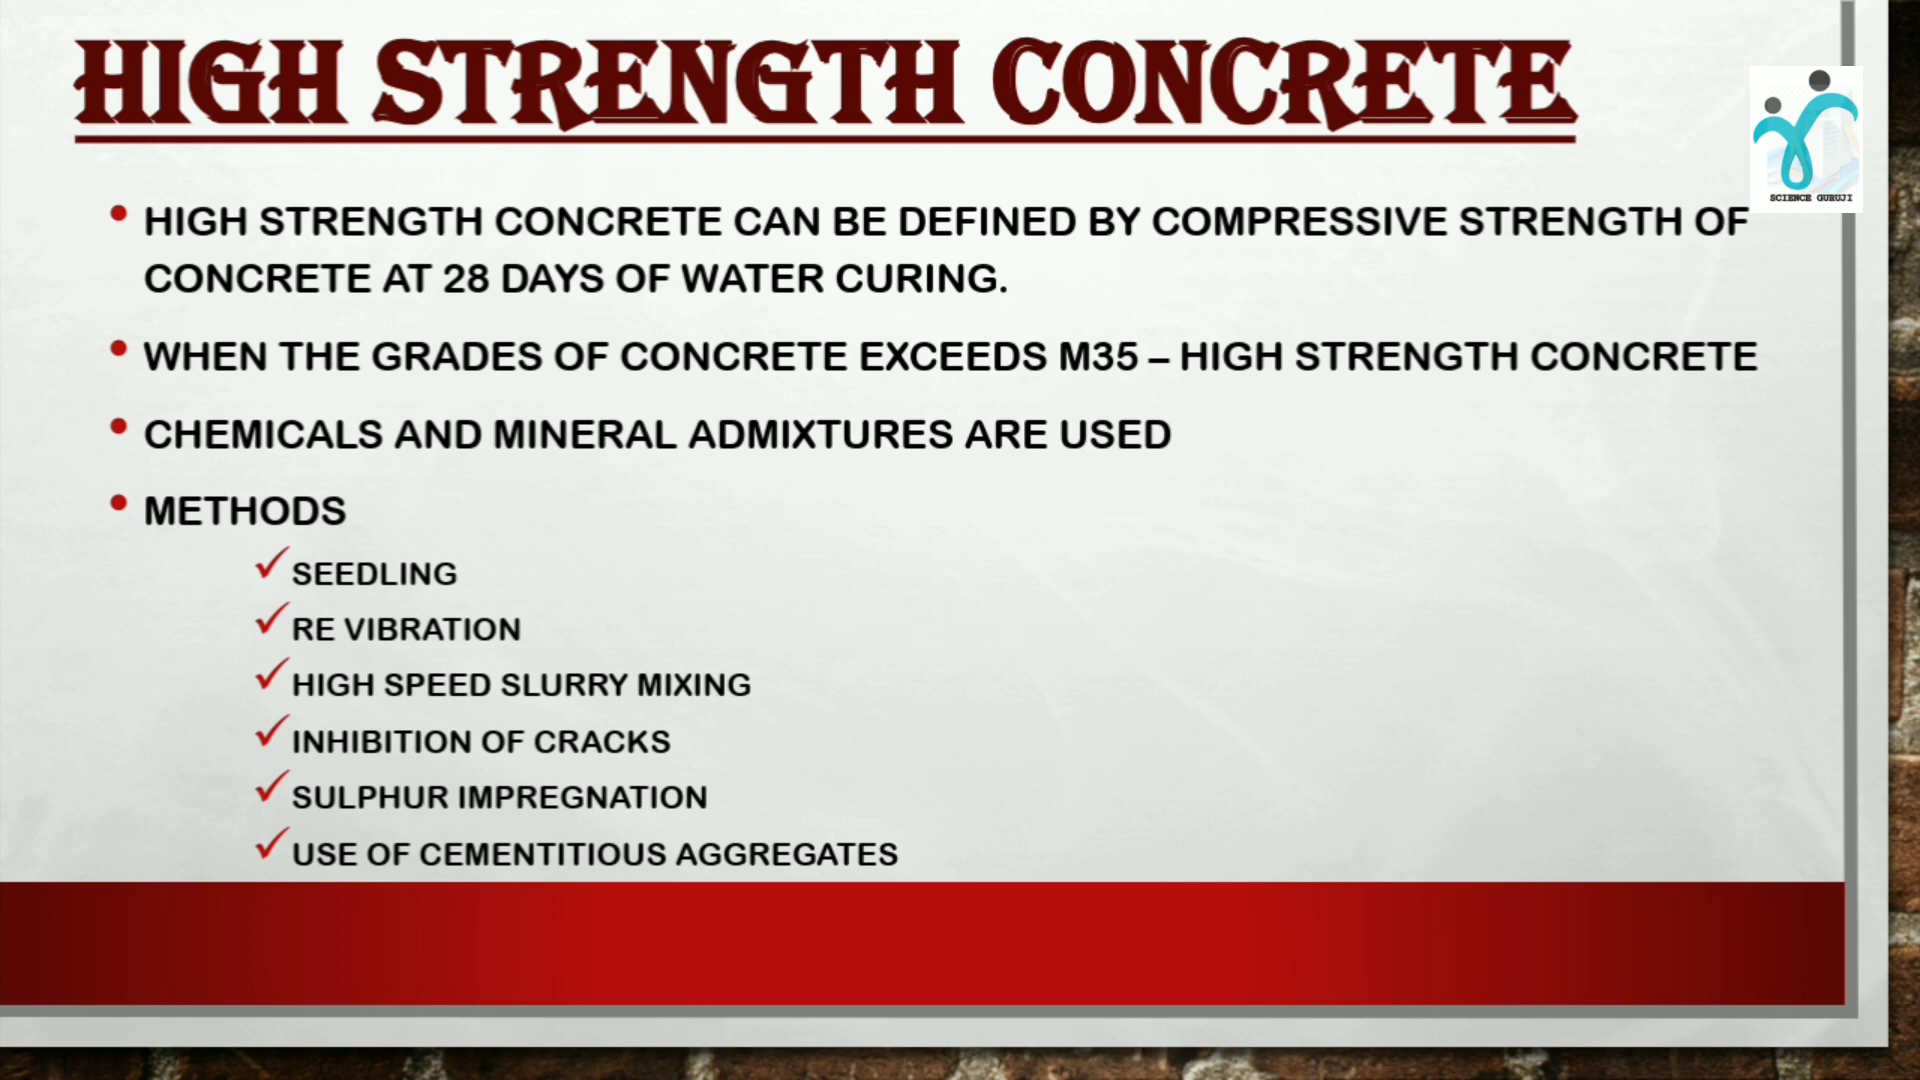 HIGH STRENGTH CONCRETE
SCIENCE GURUJI
• HIGH STRENGTH CONCRETE CAN BE DEFINED BY COMPRESSIVE STRENGTH OF
CONCRETE AT 28 DAYS OF WATER CURING.
• WHEN THE GRADES OF CONCRETE EXCEEDS M35 – HIGH STRENGTH CONCRETE
• CHEMICALS AND MINERAL ADMIXTURES ARE USED
• METHODS
✓ SEEDLING
✓ RE VIBRATION
✓ HIGH SPEED SLURRY MIXING
✓ INHIBITION OF CRACKS
✓ SULPHUR IMPREGNATION
✓ USE OF CEMENTITIOUS AGGREGATES